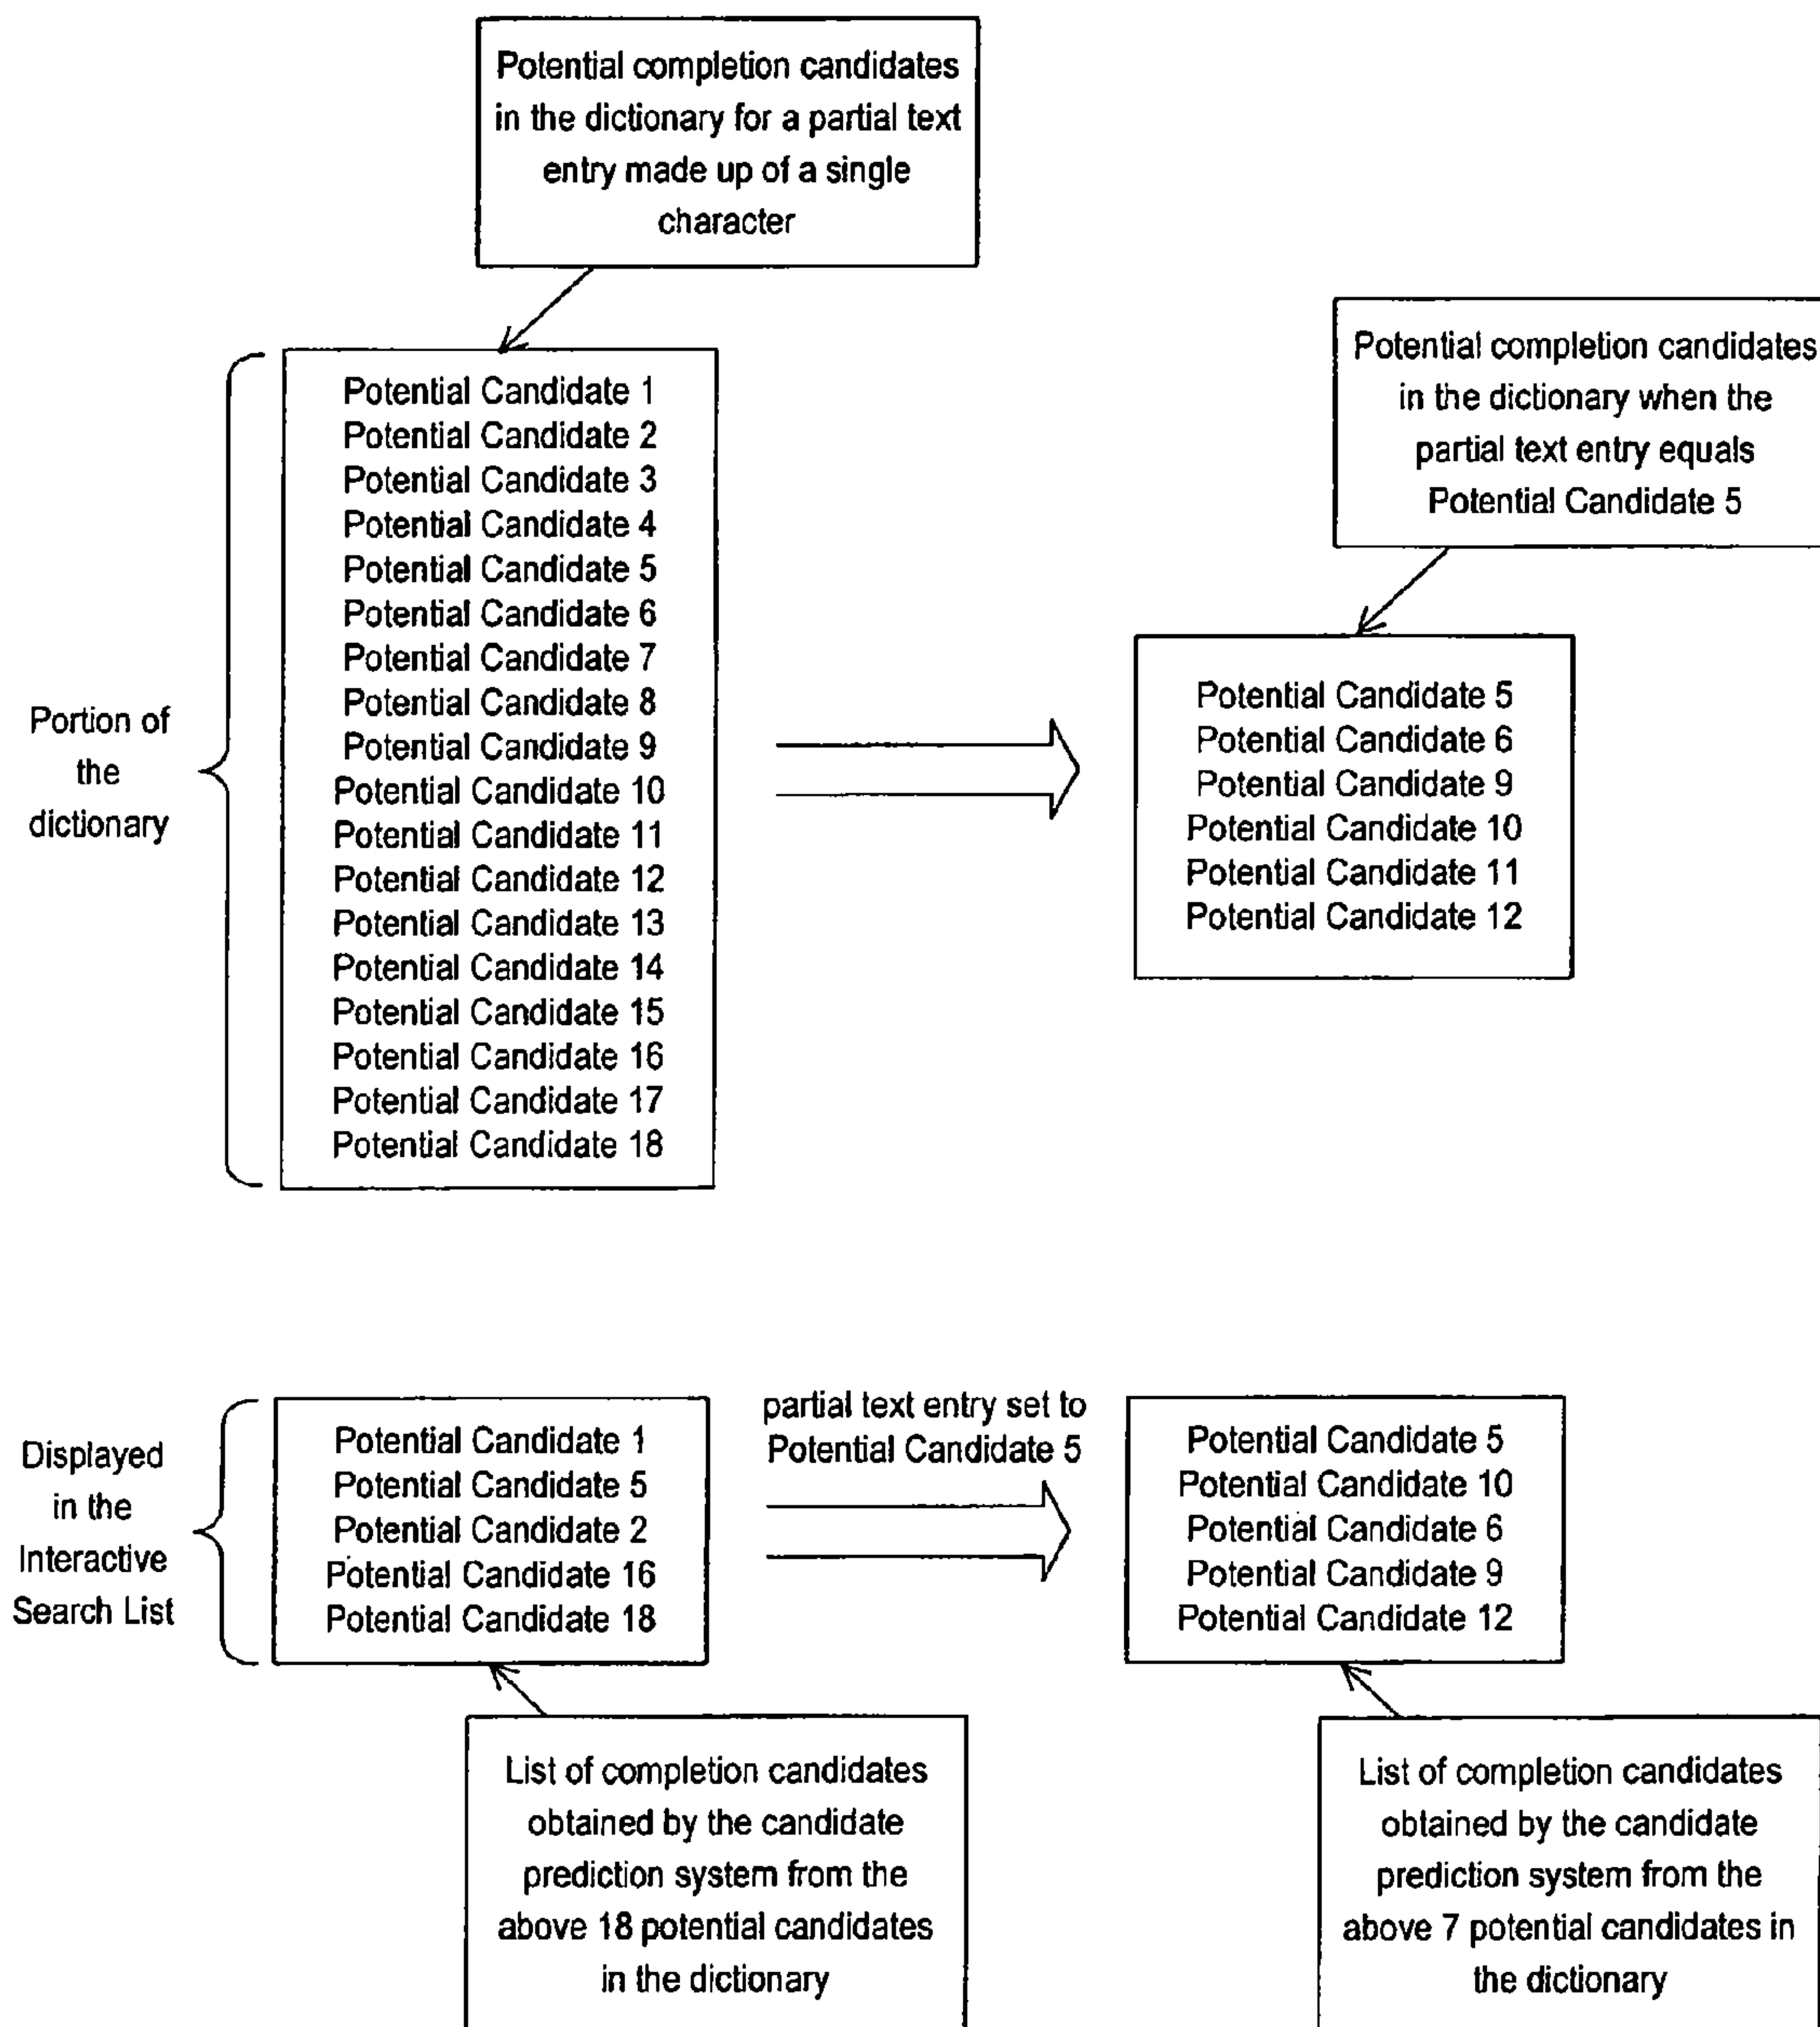 Potential completion candidates
in the dictionary for a partial text
entry made up of a single
character
Potential completion candidates
in the dictionary when the
partial text entry equals
Potential Candidate 5
Portion of
the
dictionary
Potential Candidate 1
Potential Candidate 2
Potential Candidate 3
Potential Candidate 4
Potential Candidate 5
Potential Candidate 6
Potential Candidate 7
Potential Candidate 8
Potential Candidate 9
Potential Candidate 10
Potential Candidate 11
Potential Candidate 12
Potential Candidate 13
Potential Candidate 14
Potential Candidate 15
Potential Candidate 16
Potential Candidate 17
Potential Candidate 18
Potential Candidate 5
Potential Candidate 6
Potential Candidate 9
Potential Candidate 10
Potential Candidate 11
Potential Candidate 12
Displayed
in the
Interactive
Search List
Potential Candidate 1
Potential Candidate 5
Potential Candidate 2
Potential Candidate 16
Potential Candidate 18
partial text entry set to
Potential Candidate 5
Potential Candidate 5
Potential Candidate 10
Potential Candidate 6
Potential Candidate 9
Potential Candidate 12
List of completion candidates
obtained by the candidate
prediction system from the
above 18 potential candidates
in the dictionary
List of completion candidates
obtained by the candidate
prediction system from the
above 7 potential candidates in
the dictionary